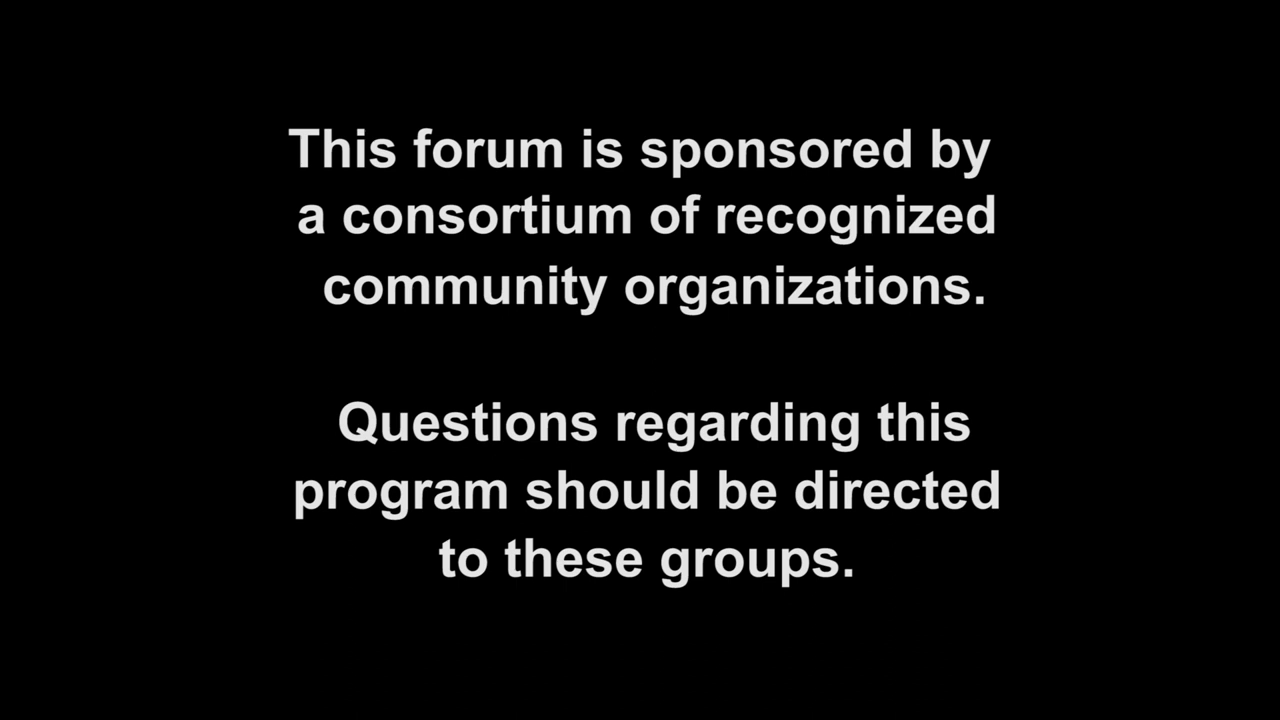 This forum is sponsored by
a consortium of recognized
community organizations.
Questions regarding this
program should be directed
to these groups.